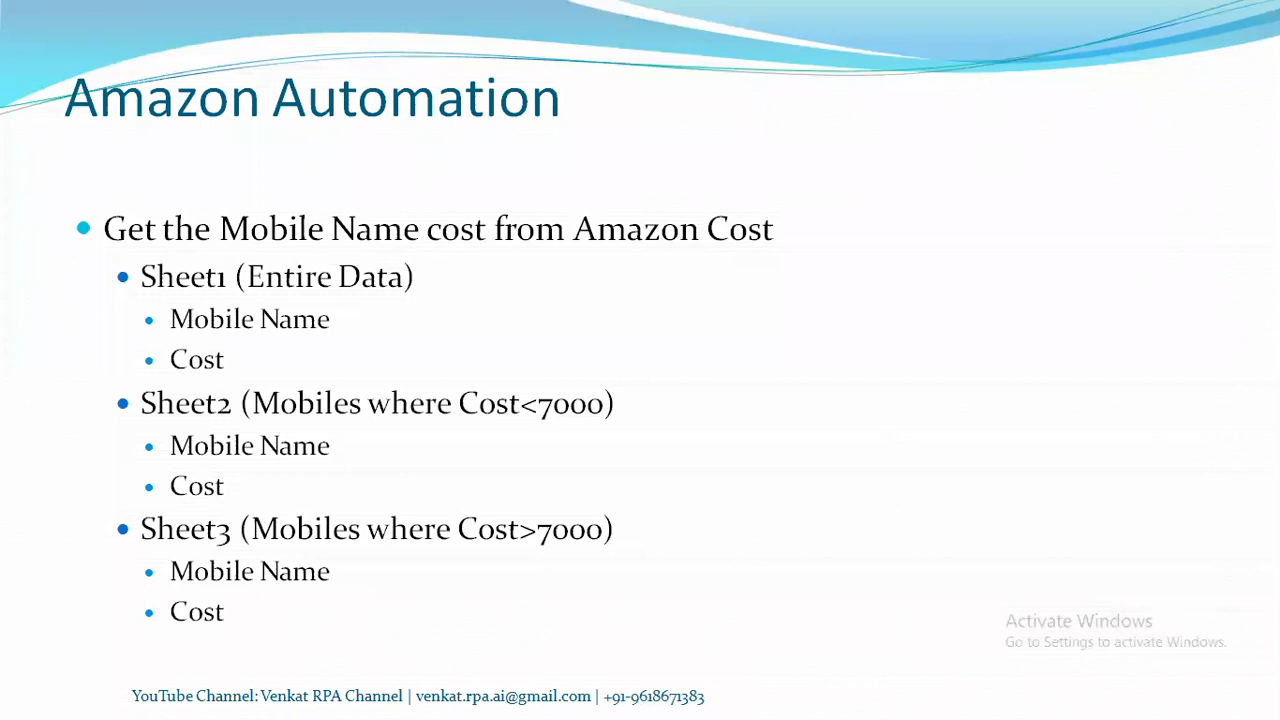 Amazon Automation
Get the Mobile Name cost from Amazon Cost
Sheet1 (Entire Data)
Mobile Name
Cost
Sheet2 (Mobiles where Cost<7000)
Mobile Name
Cost
Sheet3 (Mobiles where Cost>7000)
Mobile Name
Cost
Activate Windows
Go to Settings to activate Windows.
YouTube Channel: Venkat RPA Channel | venkat.rpa.ai@gmail.com | +91-9618671383